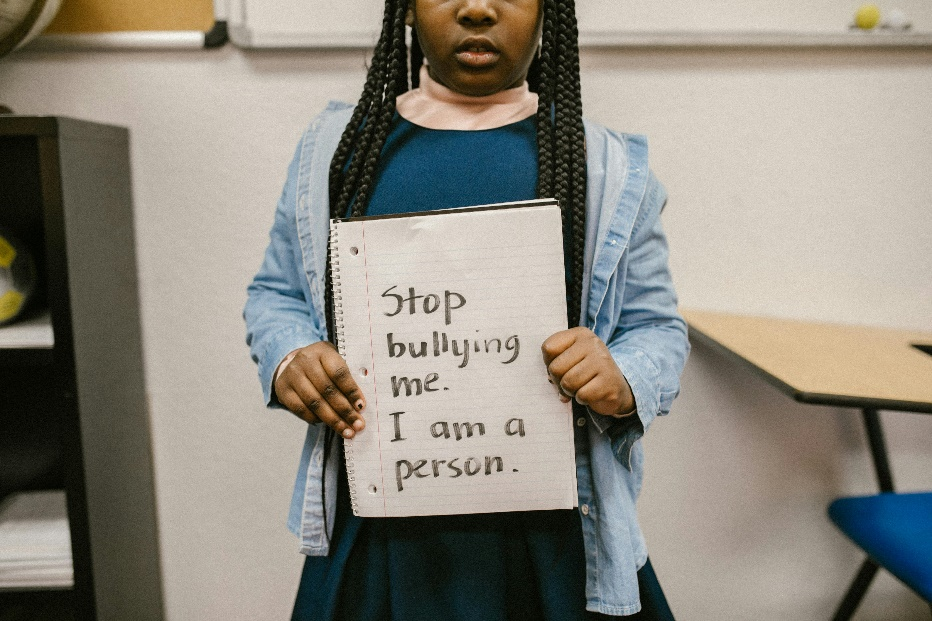 Stop
bullying
me.
I am a
person.